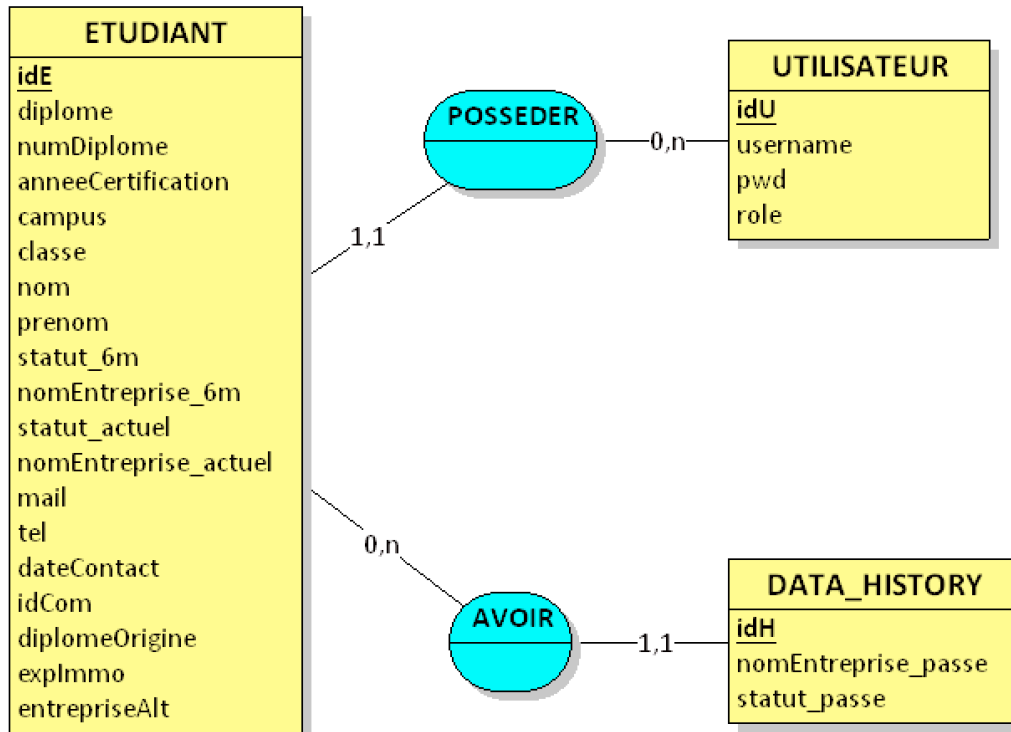 ETUDIANT
idE
diplome
numDiplome
anneeCertification
campus
classe
nom
prenom
statut_6m
nomEntreprise_6m
statut_actuel
nomEntreprise_actuel
mail
tel
dateContact
idCom
diplomeOrigine
expImmo
entrepriseAlt
POSSEDER
1,1
0,n
UTILISATEUR
idU
username
pwd
role
0,n
AVOIR
1,1
DATA_HISTORY
idH
nomEntreprise_passe
statut_passe